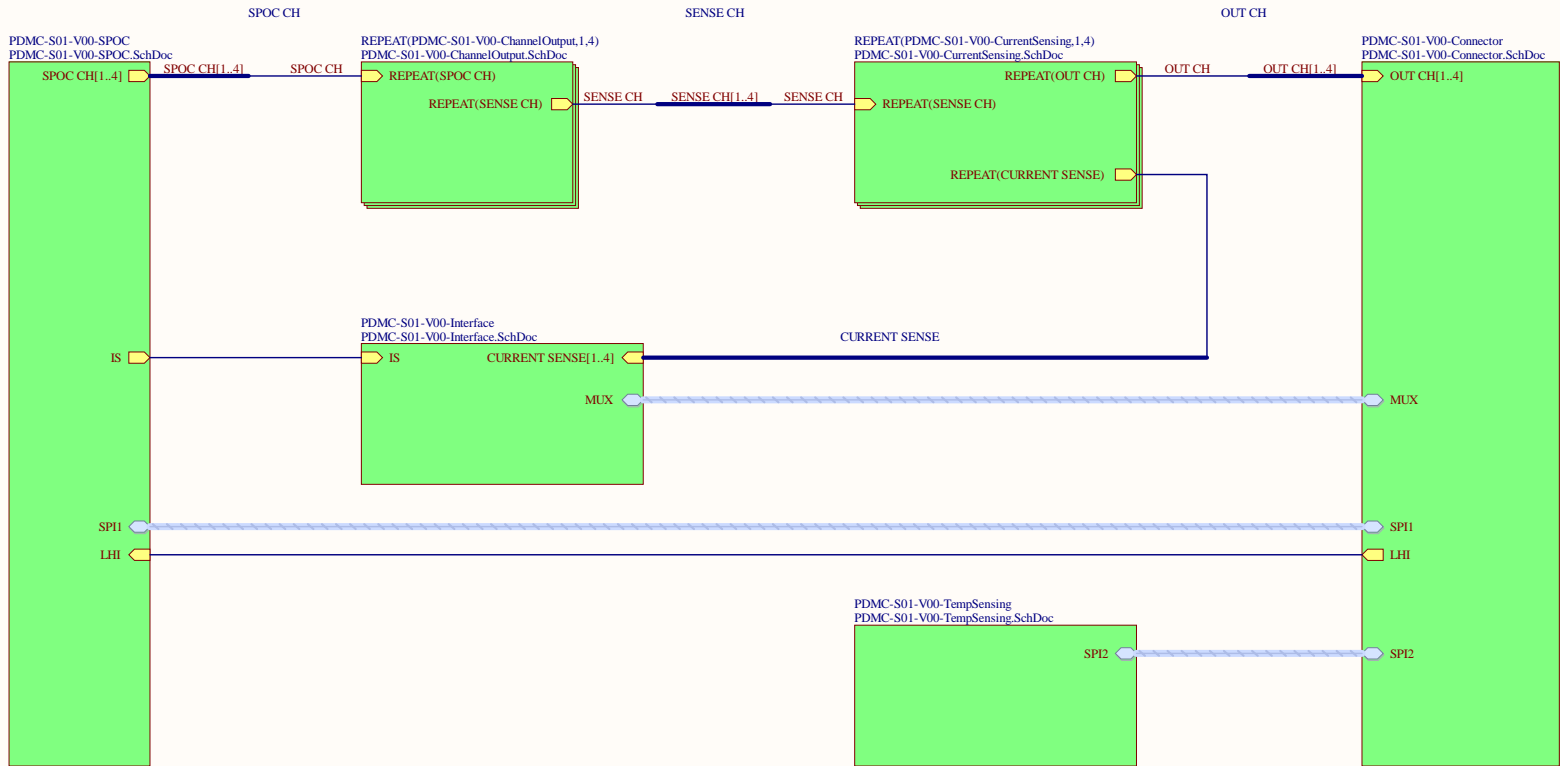 SPOC CH
SENSE CH
OUT CH
PDMC-S01-V00-SPOC
PDMC-S01-V00-SPOC.SchDoc
REPEAT(PDMC-S01-V00-ChannelOutput,1,4)
PDMC-S01-V00-ChannelOutput.SchDoc
REPEAT(PDMC-S01-V00-CurrentSensing,1,4)
PDMC-S01-V00-CurrentSensing.SchDoc
PDMC-S01-V00-Connector
PDMC-S01-V00-Connector.SchDoc
SPOC CH[1..4]
SPOC CH[1..4]
SPOC CH
REPEAT(SPOC CH)
REPEAT(OUT CH)
OUT CH
OUT CH[1..4]
OUT CH[1..4]
REPEAT(SENSE CH)
SENSE CH
SENSE CH[1..4]
SENSE CH
REPEAT(SENSE CH)
REPEAT(CURRENT SENSE)
PDMC-S01-V00-Interface
PDMC-S01-V00-Interface.SchDoc
CURRENT SENSE
IS
IS
CURRENT SENSE[1..4]
MUX
MUX
SPI1
SPI1
LHI
LHI
PDMC-S01-V00-TempSensing
PDMC-S01-V00-TempSensing.SchDoc
SPI2
SPI2